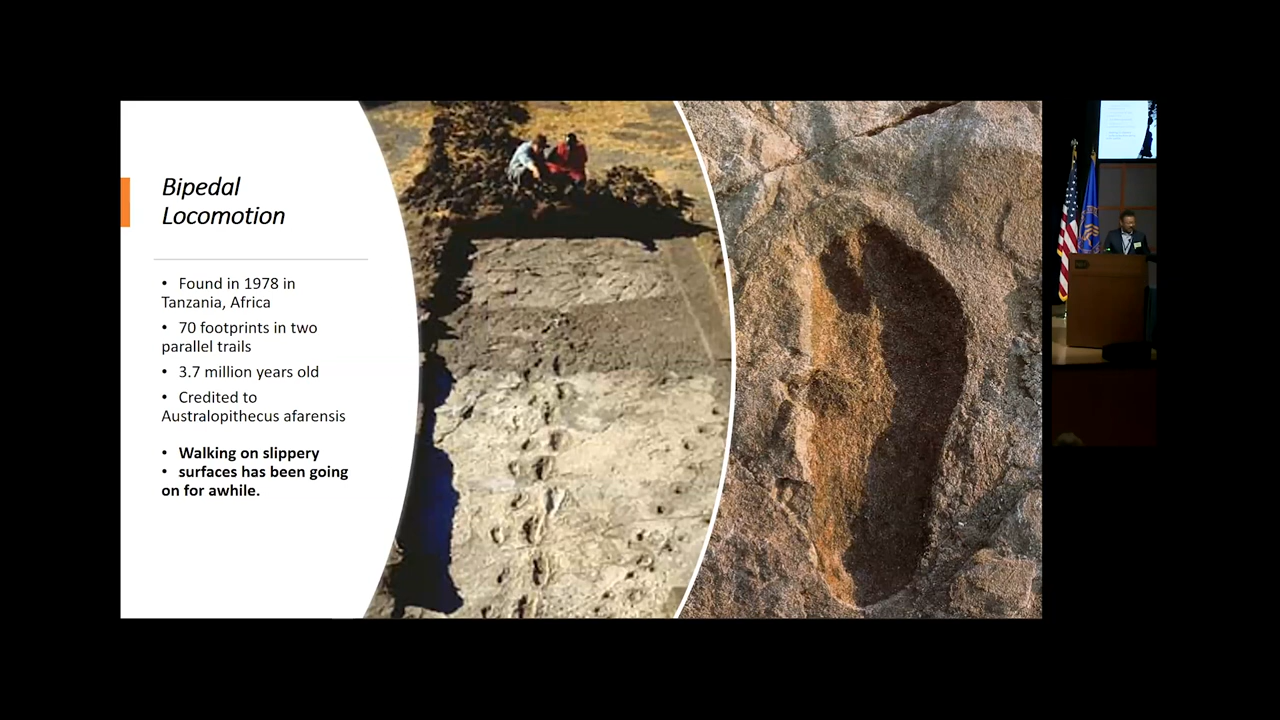 Bipedal
Locomotion
• Found in 1978 in
Tanzania, Africa
• 70 footprints in two
parallel trails
• 3.7 million years old
• Credited to
Australopithecus afarensis
• Walking on slippery
• surfaces has been going
on for awhile.